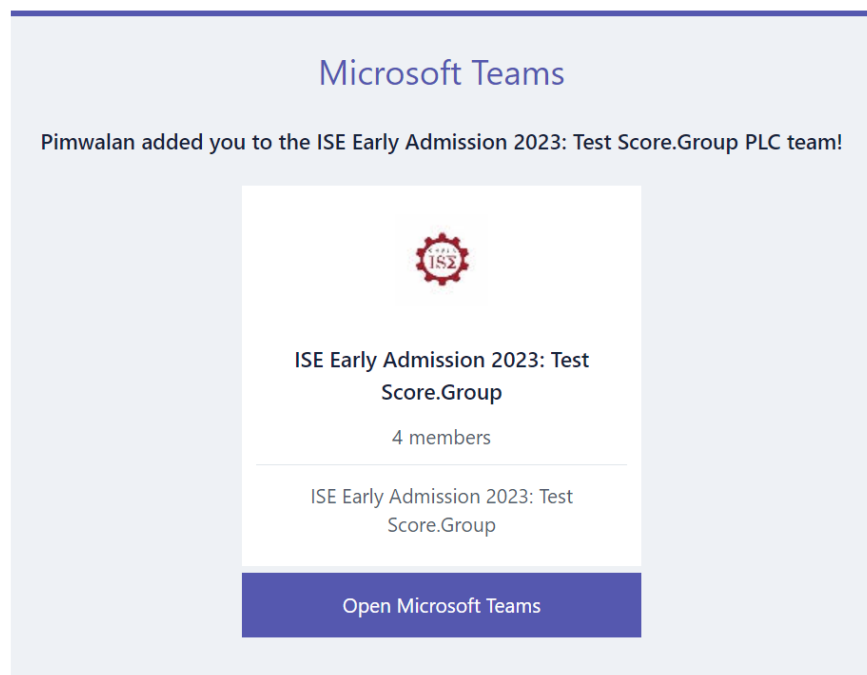 Microsoft Teams
Pimwalan added you to the ISE Early Admission 2023: Test Score.Group PLC team!
ISE
ISE Early Admission 2023: Test
Score.Group
4 members
ISE Early Admission 2023: Test
Score.Group
Open Microsoft Teams